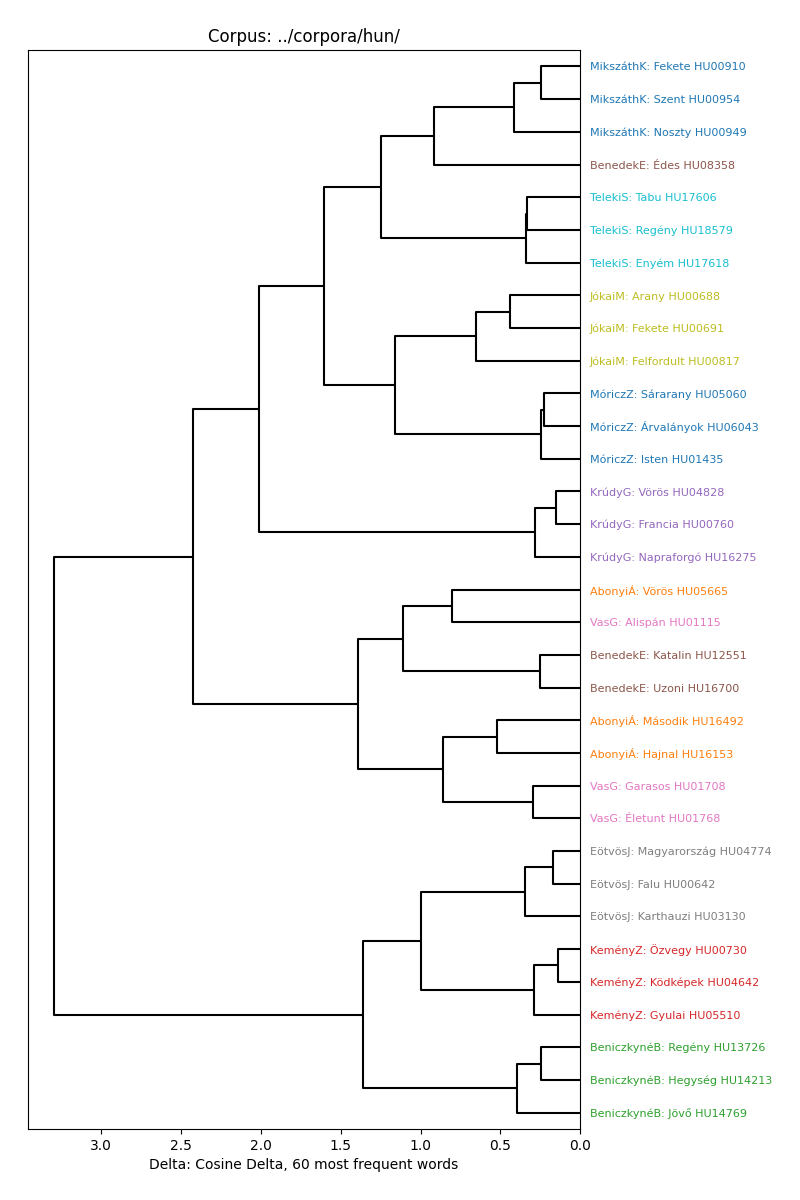 Corpus: ../corpora/hun/
MikszáthK: Fekete HU00910
MikszáthK: Szent HU00954
MikszáthK: Noszty HU00949
BenedekE: Édes HU08358
TelekiS: Tabu HU17606
TelekiS: Regény HU18579
TelekiS: Enyém HU17618
JókaiM: Arany HU00688
JókaiM: Fekete HU00691
JókaiM: Felfordult HU00817
MóriczZ: Sárarany HU05060
MóriczZ: Árvalányok HU06043
MóriczZ: Isten HU01435
KrúdyG: Vörös HU04828
KrúdyG: Francia HU00760
KrúdyG: Napraforgó HU16275
AbonyiÁ: Vörös HU05665
VasG: Alispán HU01115
BenedekE: Katalin HU12551
BenedekE: Uzoni HU16700
AbonyiÁ: Második HU16492
AbonyiÁ: Hajnal HU16153
VasG: Garasos HU01708
VasG: Életunt HU01768
EötvösJ: Magyarország HU04774
EötvösJ: Falu HU00642
EötvösJ: Karthauzi HU03130
KeményZ: Özvegy HU00730
KeményZ: Ködképek HU04642
KeményZ: Gyulai HU05510
BeniczkynéB: Regény HU13726
BeniczkynéB: Hegység HU14213
BeniczkynéB: Jövő HU14769
3.0 2.5 2.0 1.5 1.0 0.5 0.0
Delta: Cosine Delta, 60 most frequent words